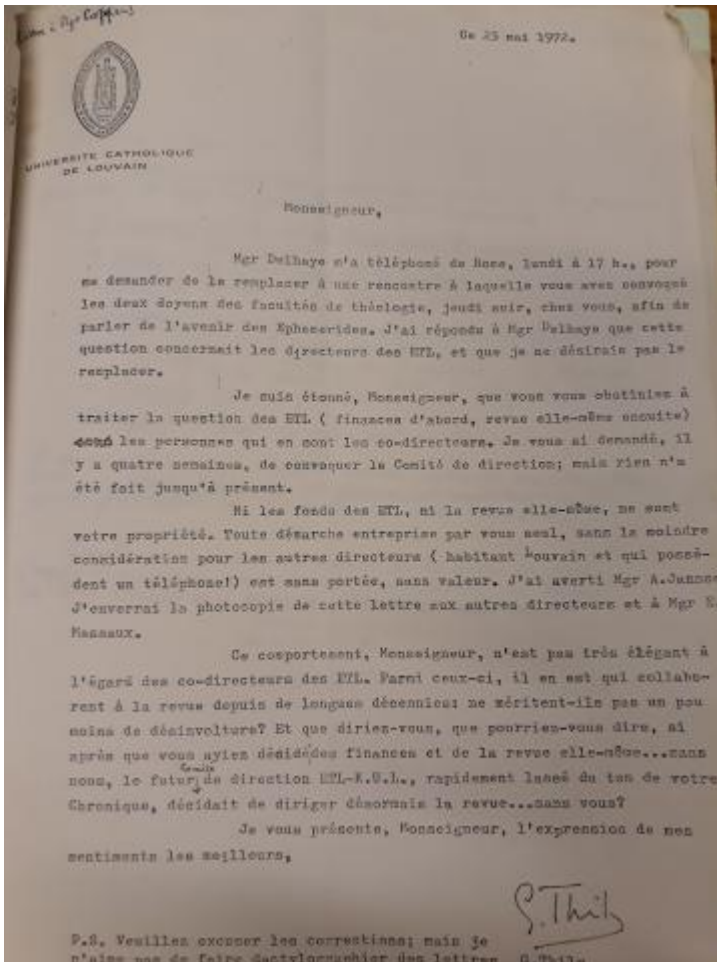 Lettre à Mgr Coppens
Ce 23 mai 1972.
UNIVERSITE CATHOLIQUE
DE LOUVAIN
Monseigneur,
Mgr Delhaye m'a téléphoné de Rome, lundi à 17 h., pour
me demander de le remplacer à une rencontre à laquelle vous avez convoqué
les deux doyens des facultés de théologie, jeudi soir, chez vous, afin de
parler de l'avenir des Ephemerides. J'ai répondu à Mgr Delhaye que cette
question concernait les directeurs des ETL, et que je ne désirais pas le
remplacer.
Je suis étonné, Monseigneur, que vous vous obstiniez à
traiter la question des ETL ( finances d'abord, revue elle-même ensuite)
les personnes qui en sont les co-directeurs. Je vous ai demandé, il
y a quatre semaines, de convoquer le Comité de direction; mais rien n'a
été fait jusqu'à présent.
Ni les fonds des ETL, ni la revue elle-même, ne sont
votre propriété. Toute démarche entreprise par vous seul, sans la moindre
considération pour les autres directeurs ( habitant Louvain et qui possè-
dent un téléphone!) est sans portée, sans valeur. J'ai averti Mgr A.Janssen
J'enverrai la photocopie de cette lettre aux autres directeurs et à Mgr E.
Massaux.
Ce comportement, Monseigneur, n'est pas très élégant à
l'égard des co-directeurs des ETL. Parmi ceux-ci, il en est qui collabo-
rent à la revue depuis de longues décennies: ne méritent-ils pas un peu
moins de désinvolture? Et que diriez-vous, que pourriez-vous dire, si
après que vous ayiez décidé des finances et de la revue elle-même...sans
nous, le futur Comité de direction ETL-K.U.L., rapidement lassé du ton de votre
Chronique, décidait de diriger désormais la revue...sans vous?
Je vous présente, Monseigneur, l'expression de mes
sentiments les meilleurs,
G. Thils
P.S. Veuillez excuser les corrections; mais je
n'aime pas de faire dactylographier des lettres G.Thils